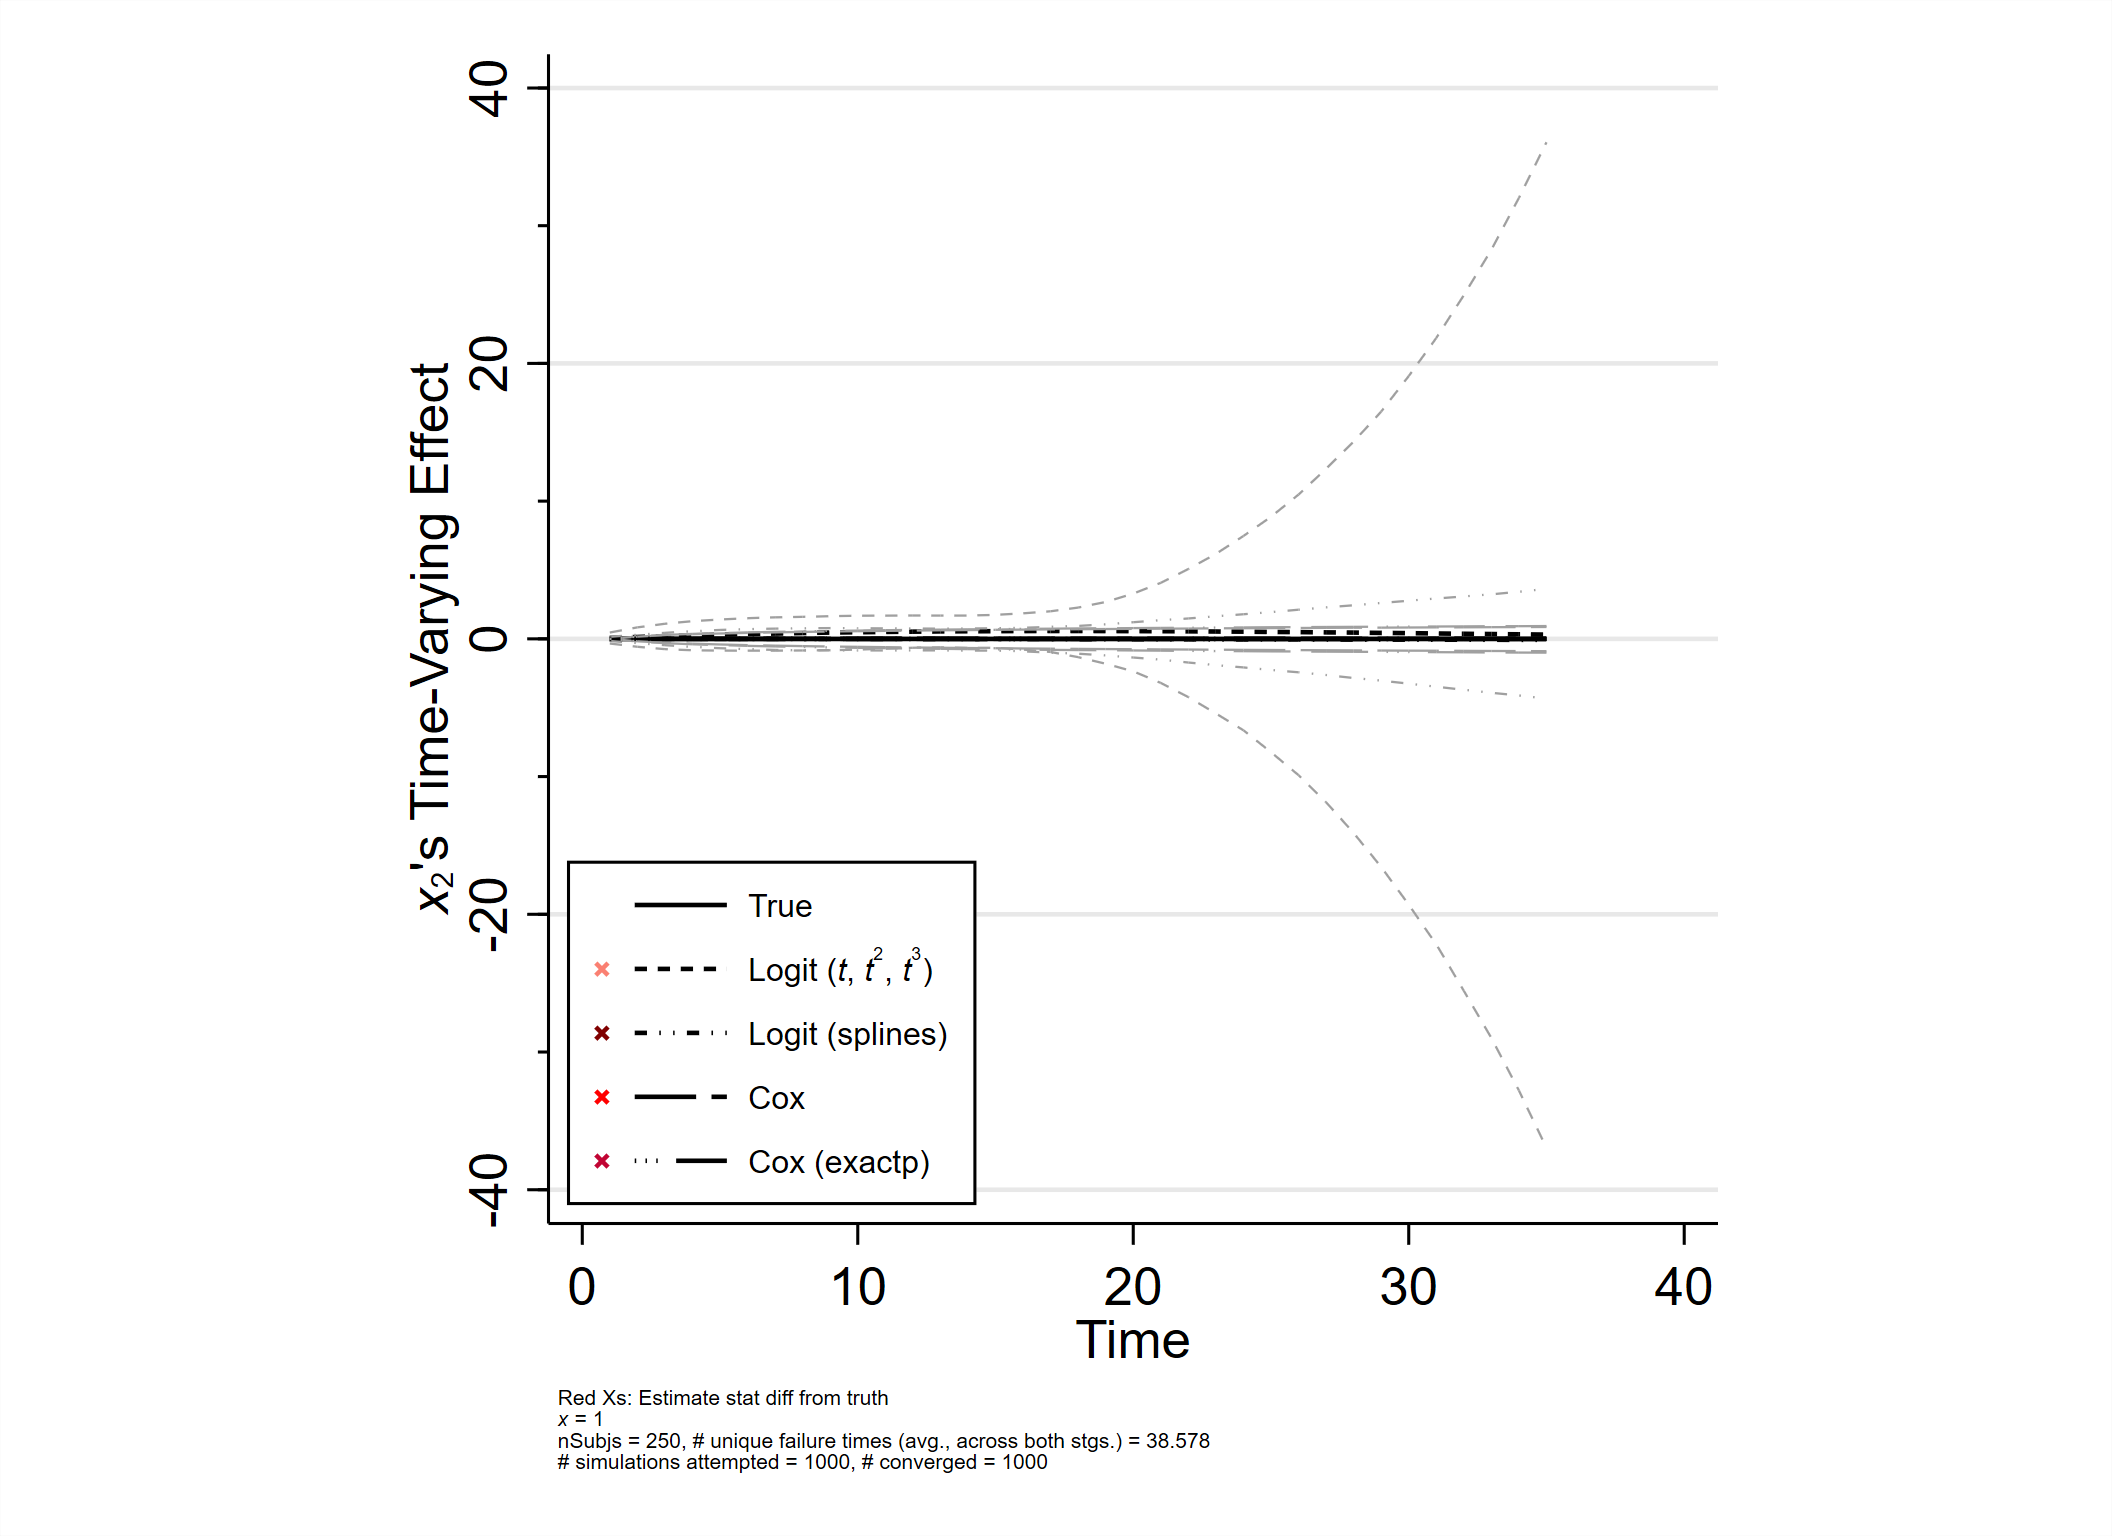 40
20
0
-20
-40
x2's Time-Varying Effect
True
Logit (t, t², t³)
Logit (splines)
Cox
Cox (exactp)
0 10 20 30 40
Time
Red Xs: Estimate stat diff from truth
x = 1
nSubjs = 250, # unique failure times (avg., across both stgs.) = 38.578
# simulations attempted = 1000, # converged = 1000